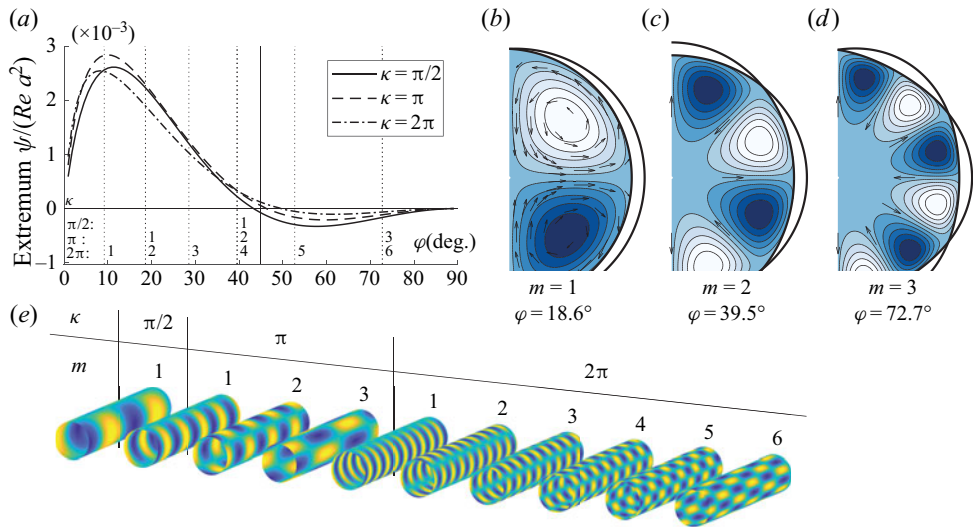 (a)
(×10⁻³)
3
2
1
0
−1
Extremum ψ/(Re a²)
κ = π/2
κ = π
κ = 2π
κ
π/2: 1
π : 1 2 3
2π: 1 2 3 4 5 6
φ(deg.)
0 10 20 30 40 50 60 70 80 90
(b)
m = 1
φ = 18.6°
(c)
m = 2
φ = 39.5°
(d)
m = 3
φ = 72.7°
(e)
κ π/2 π 2π
m 1 1 2 3 1 2 3 4 5 6